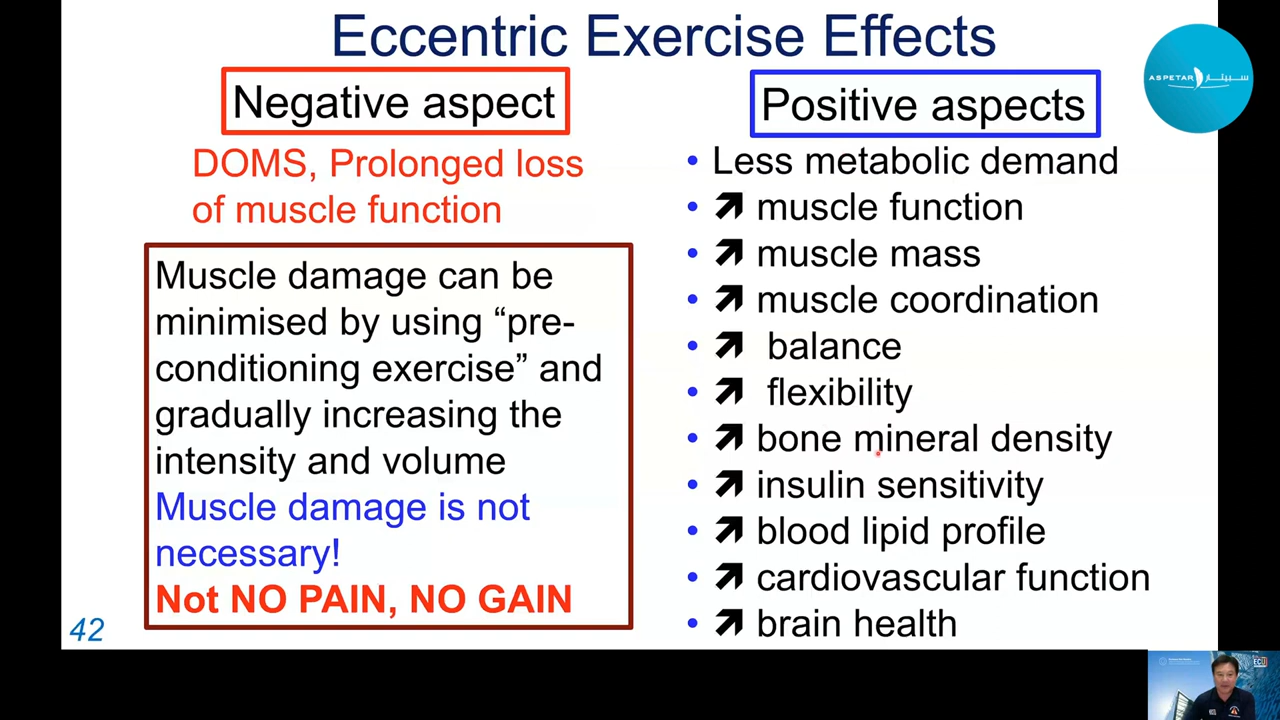 Eccentric Exercise Effects
ASPETAR سبيتار
Negative aspect
DOMS, Prolonged loss
of muscle function
Muscle damage can be
minimised by using “pre-
conditioning exercise” and
gradually increasing the
intensity and volume
Muscle damage is not
necessary!
Not NO PAIN, NO GAIN
42
Positive aspects
• Less metabolic demand
• ↗ muscle function
• ↗ muscle mass
• ↗ muscle coordination
• ↗ balance
• ↗ flexibility
• ↗ bone mineral density
• ↗ insulin sensitivity
• ↗ blood lipid profile
• ↗ cardiovascular function
• ↗ brain health
ECU